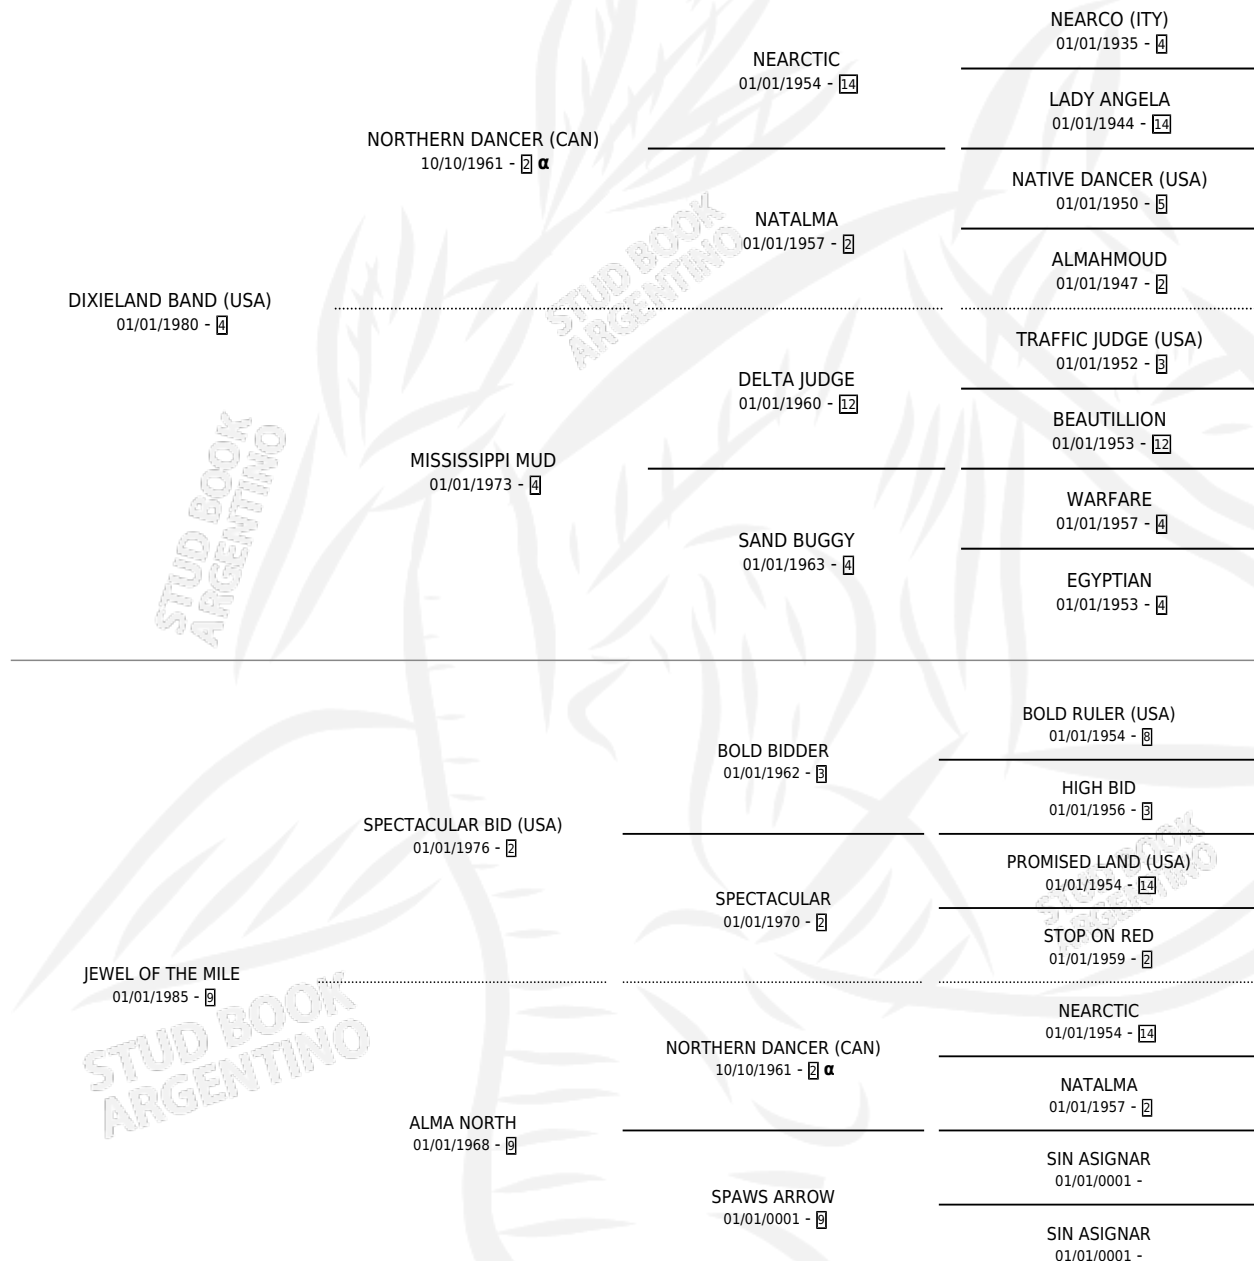 NEARCO (ITY)
01/01/1935 - 4
NEARCTIC
01/01/1954 - 14
LADY ANGELA
01/01/1944 - 14
NORTHERN DANCER (CAN)
10/10/1961 - 2 α
NATIVE DANCER (USA)
01/01/1950 - 5
NATALMA
01/01/1957 - 2
ALMAHMOUD
01/01/1947 - 2
DIXIELAND BAND (USA)
01/01/1980 - 4
STUD BOOK
ARGENTINO
TRAFFIC JUDGE (USA)
01/01/1952 - 3
DELTA JUDGE
01/01/1960 - 12
BEAUTILLION
01/01/1953 - 12
MISSISSIPPI MUD
01/01/1973 - 4
WARFARE
01/01/1957 - 4
SAND BUGGY
01/01/1963 - 4
EGYPTIAN
01/01/1953 - 4
STUD BOOK
ARGENTINO
BOLD RULER (USA)
01/01/1954 - 8
BOLD BIDDER
01/01/1962 - 3
HIGH BID
01/01/1956 - 3
SPECTACULAR BID (USA)
01/01/1976 - 2
PROMISED LAND (USA)
01/01/1954 - 14
SPECTACULAR
01/01/1970 - 2
STUD BOOK
ARGENTINO
STOP ON RED
01/01/1959 - 2
JEWEL OF THE MILE
01/01/1985 - 9
STUD BOOK
ARGENTINO
NEARCTIC
01/01/1954 - 14
NORTHERN DANCER (CAN)
10/10/1961 - 2 α
NATALMA
01/01/1957 - 2
ALMA NORTH
01/01/1968 - 9
SIN ASIGNAR
01/01/0001 -
SPAWS ARROW
01/01/0001 - 9
SIN ASIGNAR
01/01/0001 -